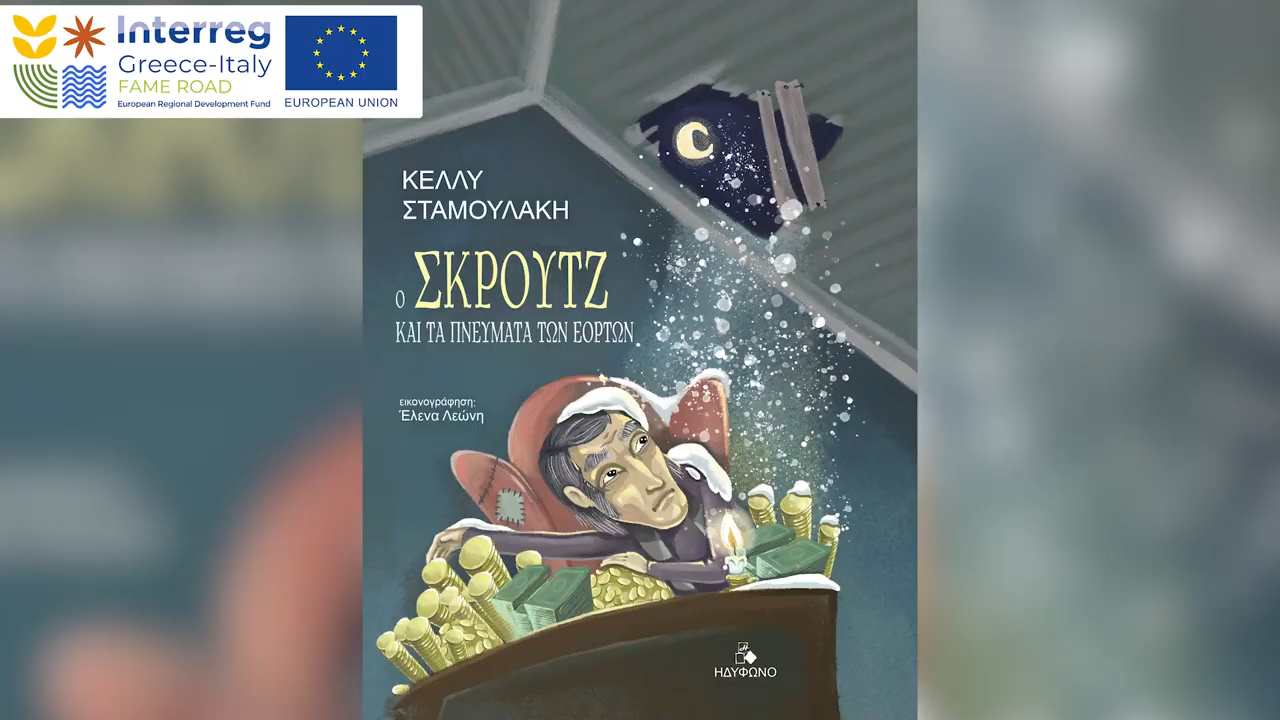 Interreg
Greece-Italy
FAME ROAD
European Regional Development Fund
EUROPEAN UNION
ΚΕΛΛΥ
ΣΤΑΜΟΥΛΑΚΗ
Ο ΣΚΡΟΥΤΖ
ΚΑΙ ΤΑ ΠΝΕΥΜΑΤΑ ΤΩΝ ΕΟΡΤΩΝ
εικονογράφηση:
Έλενα Λεώνη
ΗΔΥΦΩΝΟ